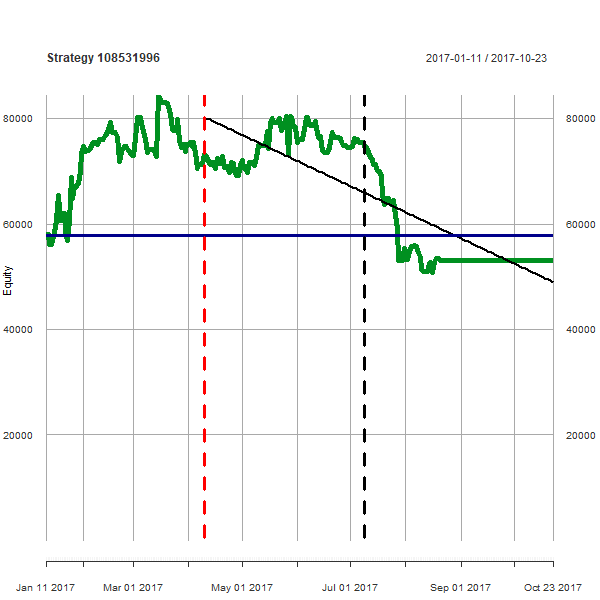 Strategy 108531996
2017-01-11 / 2017-10-23
80000 80000
60000 60000
Equity
40000 40000
20000 20000
Jan 11 2017 Mar 01 2017 May 01 2017 Jul 01 2017 Sep 01 2017 Oct 23 2017